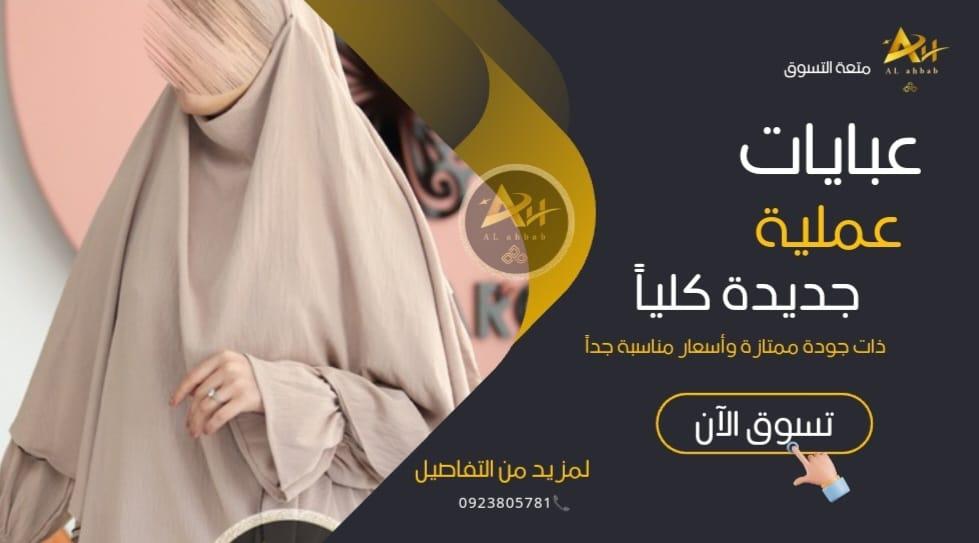 AH
AL ahbab
متعة التسوق
عبايات
عملية
جديدة كلياً
ذات جودة ممتازة وأسعار مناسبة جداً
تسوق الآن
AH
AL ahbab
لمزيد من التفاصيل
0923805781